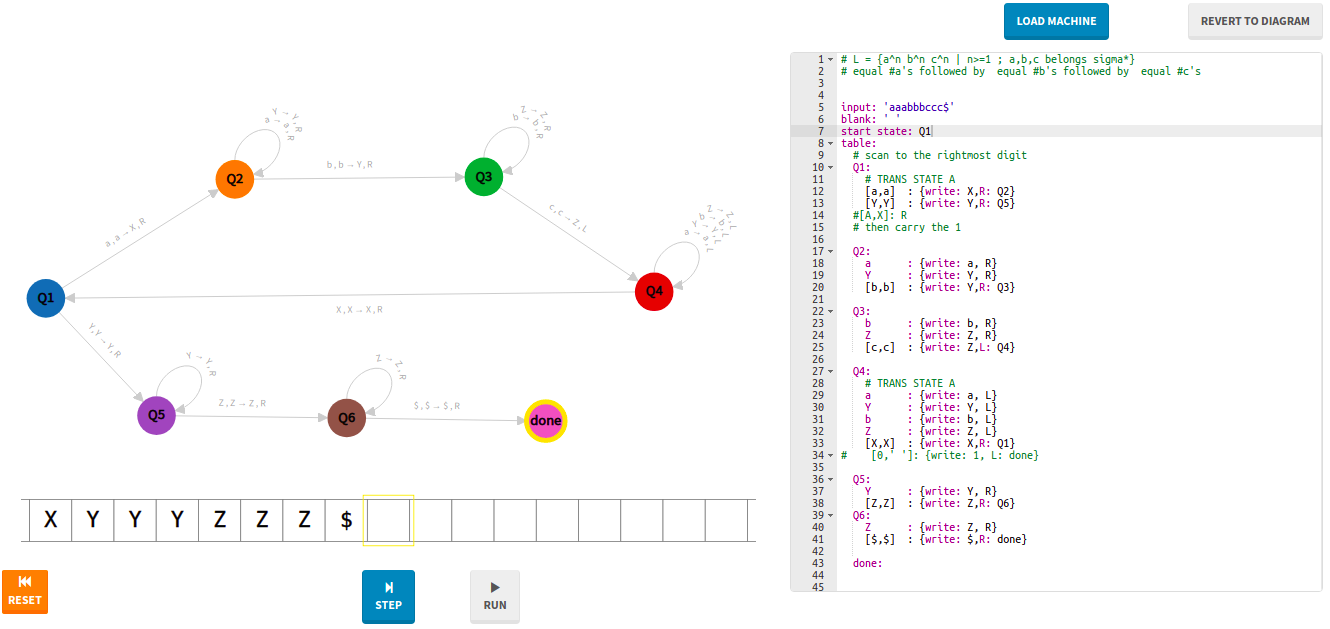 LOAD MACHINE
REVERT TO DIAGRAM
Y→Y,R
a→a,R
Z→Z,R
b→b,R
Q2
b,b→Y,R
Q3
a,a→X,R
c,c→Z,L
Z→Z,L
b→b,L
Y→Y,L
a→a,L
Q1
X,X→X,R
Q4
Y,Y→Y,R
Y→Y,R
Z→Z,R
Q5
Z,Z→Z,R
Q6
$,$→$,R
done
X Y Y Y Z Z Z $
RESET
STEP
RUN
1 # L = {a^n b^n c^n | n>=1 ; a,b,c belongs sigma*}
2 # equal #a's followed by  equal #b's followed by  equal #c's
3
4
5 input: 'aaabbbccc$'
6 blank: ' '
7 start state: Q1
8 table:
9   # scan to the rightmost digit
10   Q1:
11     # TRANS STATE A
12     [a,a]  : {write: X,R: Q2}
13     [Y,Y]  : {write: Y,R: Q5}
14   #[A,X]: R
15   # then carry the 1
16
17   Q2:
18     a      : {write: a, R}
19     Y      : {write: Y, R}
20     [b,b]  : {write: Y,R: Q3}
21
22   Q3:
23     b      : {write: b, R}
24     Z      : {write: Z, R}
25     [c,c]  : {write: Z,L: Q4}
26
27   Q4:
28     # TRANS STATE A
29     a      : {write: a, L}
30     Y      : {write: Y, L}
31     b      : {write: b, L}
32     Z      : {write: Z, L}
33     [X,X]  : {write: X,R: Q1}
34 #    [0,' ']: {write: 1, L: done}
35
36   Q5:
37     Y      : {write: Y, R}
38     [Z,Z]  : {write: Z,R: Q6}
39   Q6:
40     Z      : {write: Z, R}
41     [$,$]  : {write: $,R: done}
42
43   done:
44
45